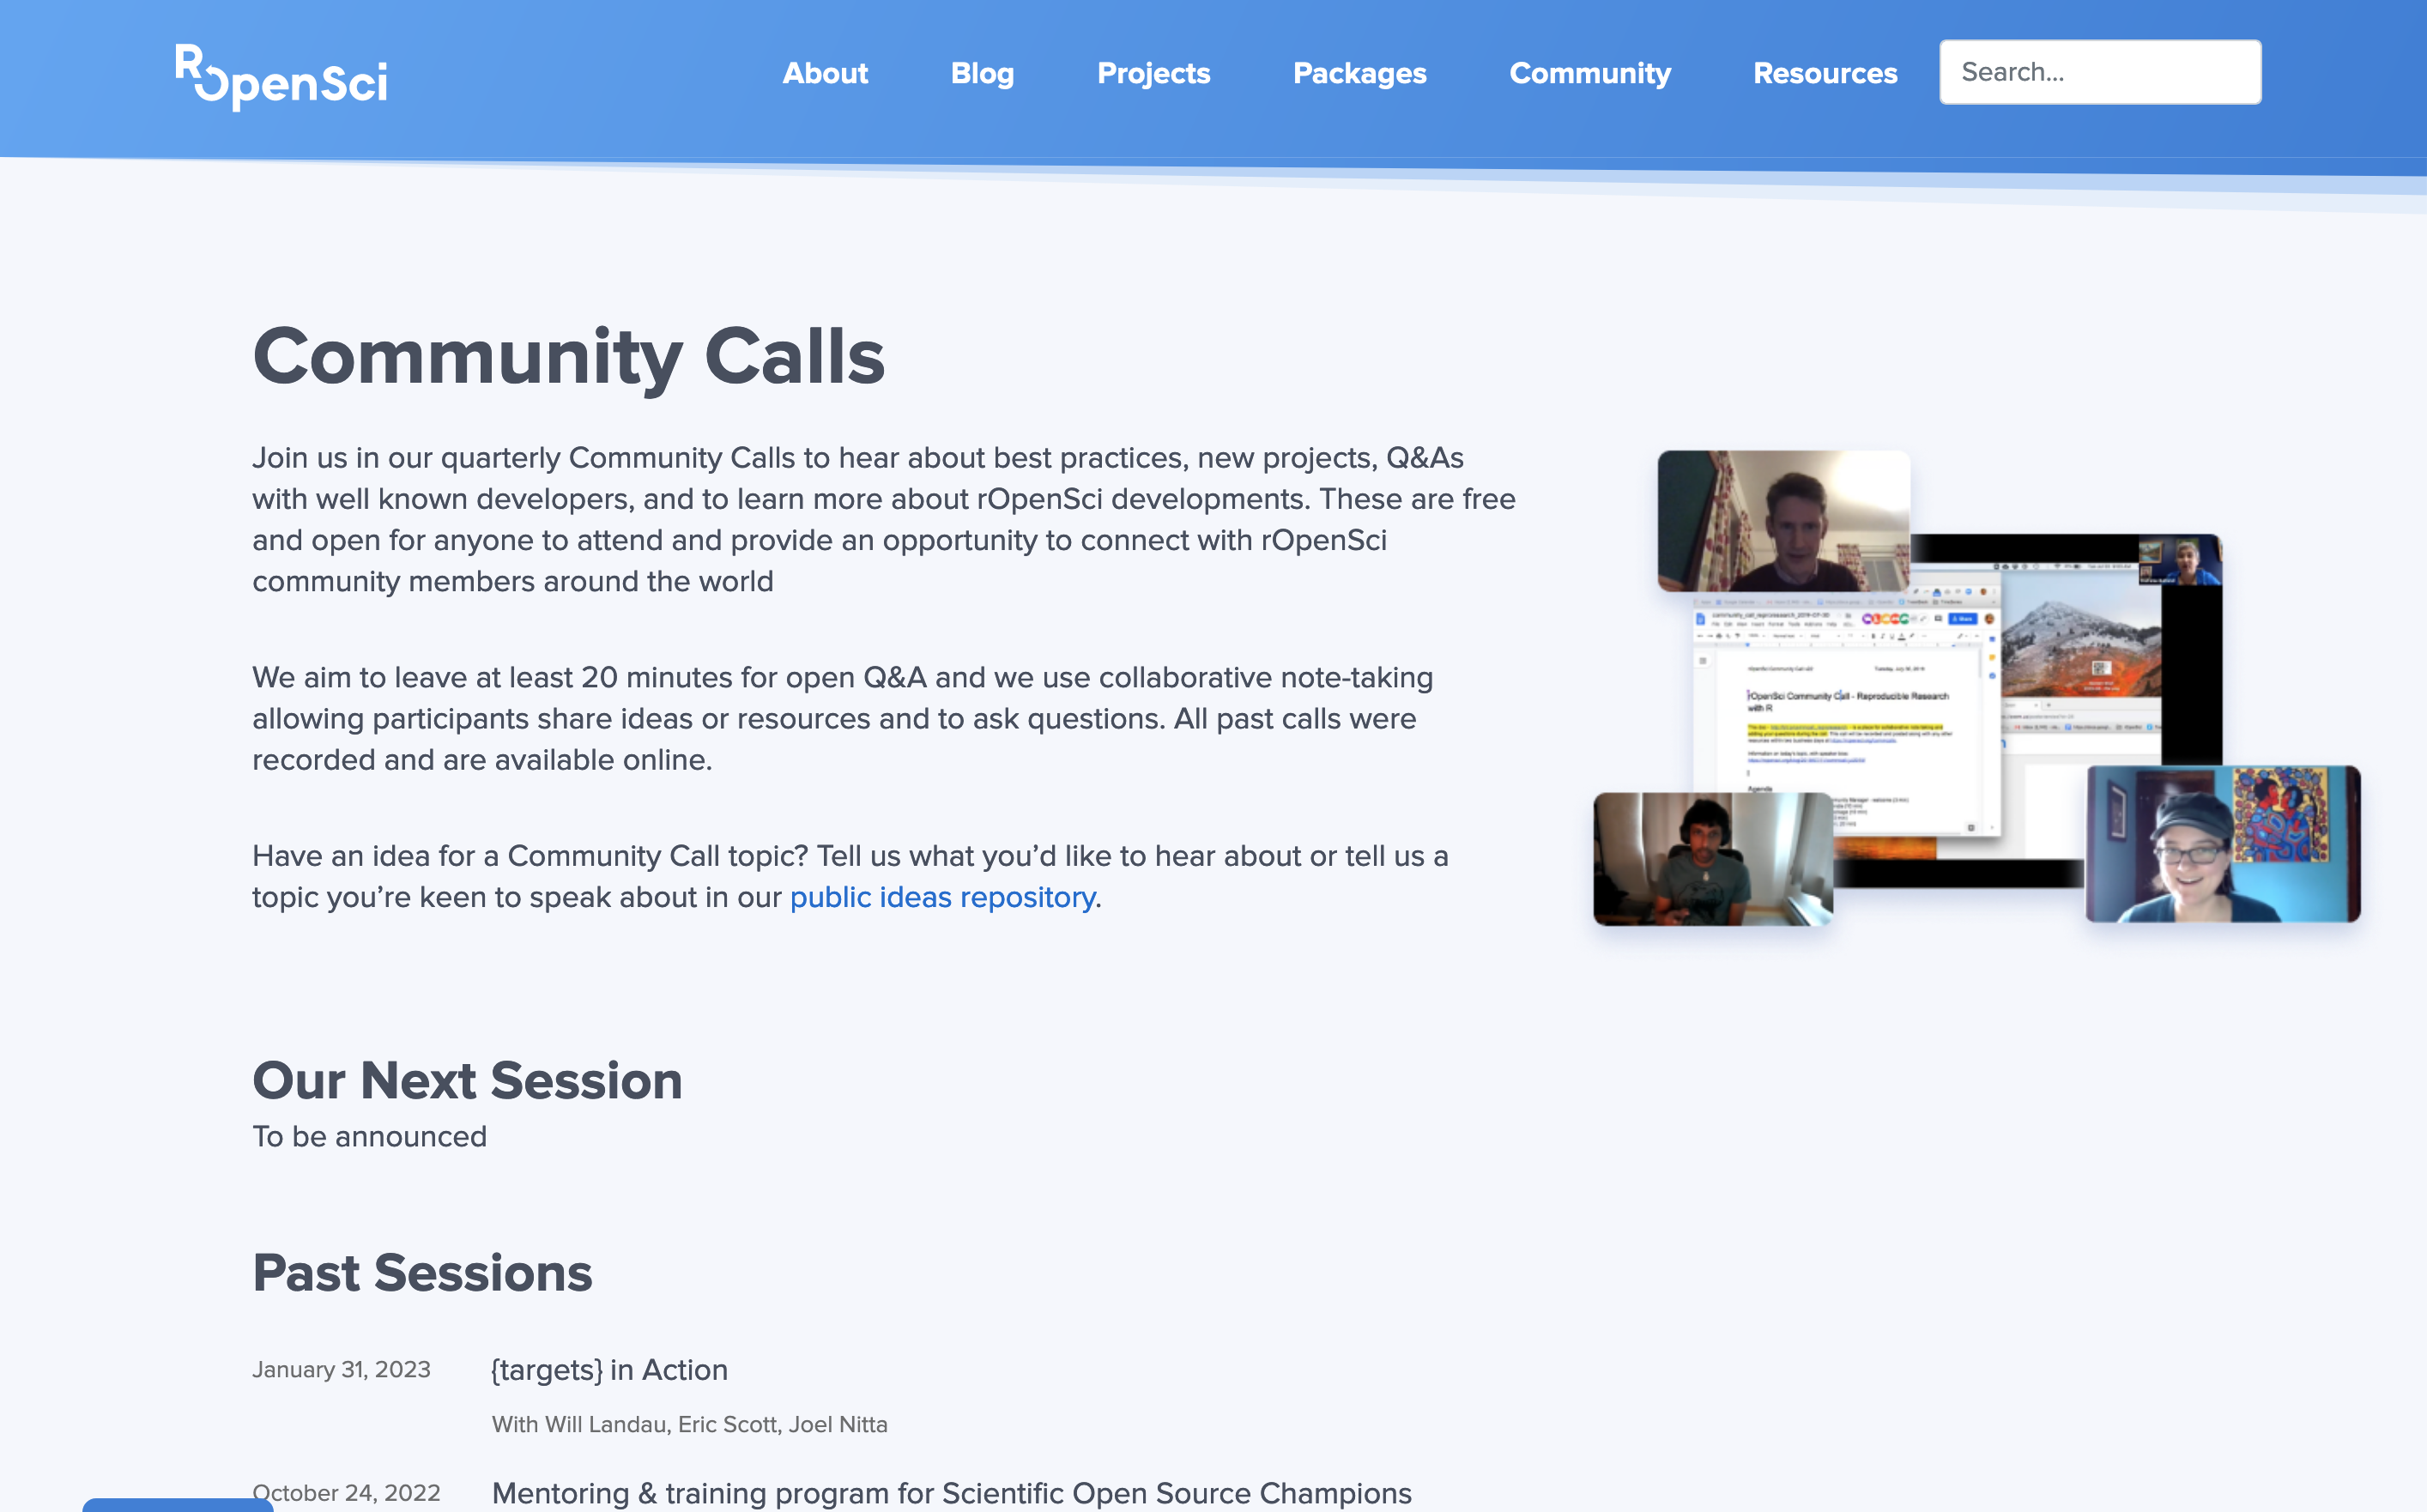 ROpenSci
About Blog Projects Packages Community Resources Search...
Community Calls
Join us in our quarterly Community Calls to hear about best practices, new projects, Q&As
with well known developers, and to learn more about rOpenSci developments. These are free
and open for anyone to attend and provide an opportunity to connect with rOpenSci
community members around the world
We aim to leave at least 20 minutes for open Q&A and we use collaborative note-taking
allowing participants share ideas or resources and to ask questions. All past calls were
recorded and are available online.
Have an idea for a Community Call topic? Tell us what you’d like to hear about or tell us a
topic you’re keen to speak about in our public ideas repository.
rOpenSci Community Call - Reproducible Research
with R
Agenda
Our Next Session
To be announced
Past Sessions
January 31, 2023 {targets} in Action
With Will Landau, Eric Scott, Joel Nitta
October 24, 2022 Mentoring & training program for Scientific Open Source Champions